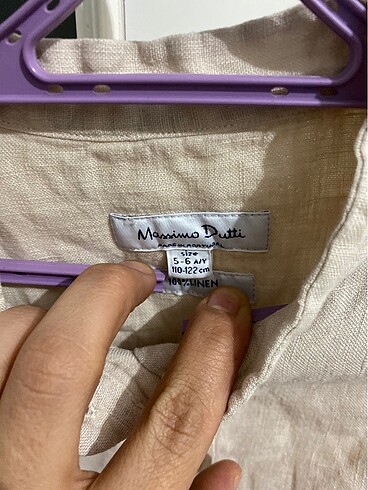 Massimo Dutti
size
5-6 A/Y
110-122 cm
100% LINEN